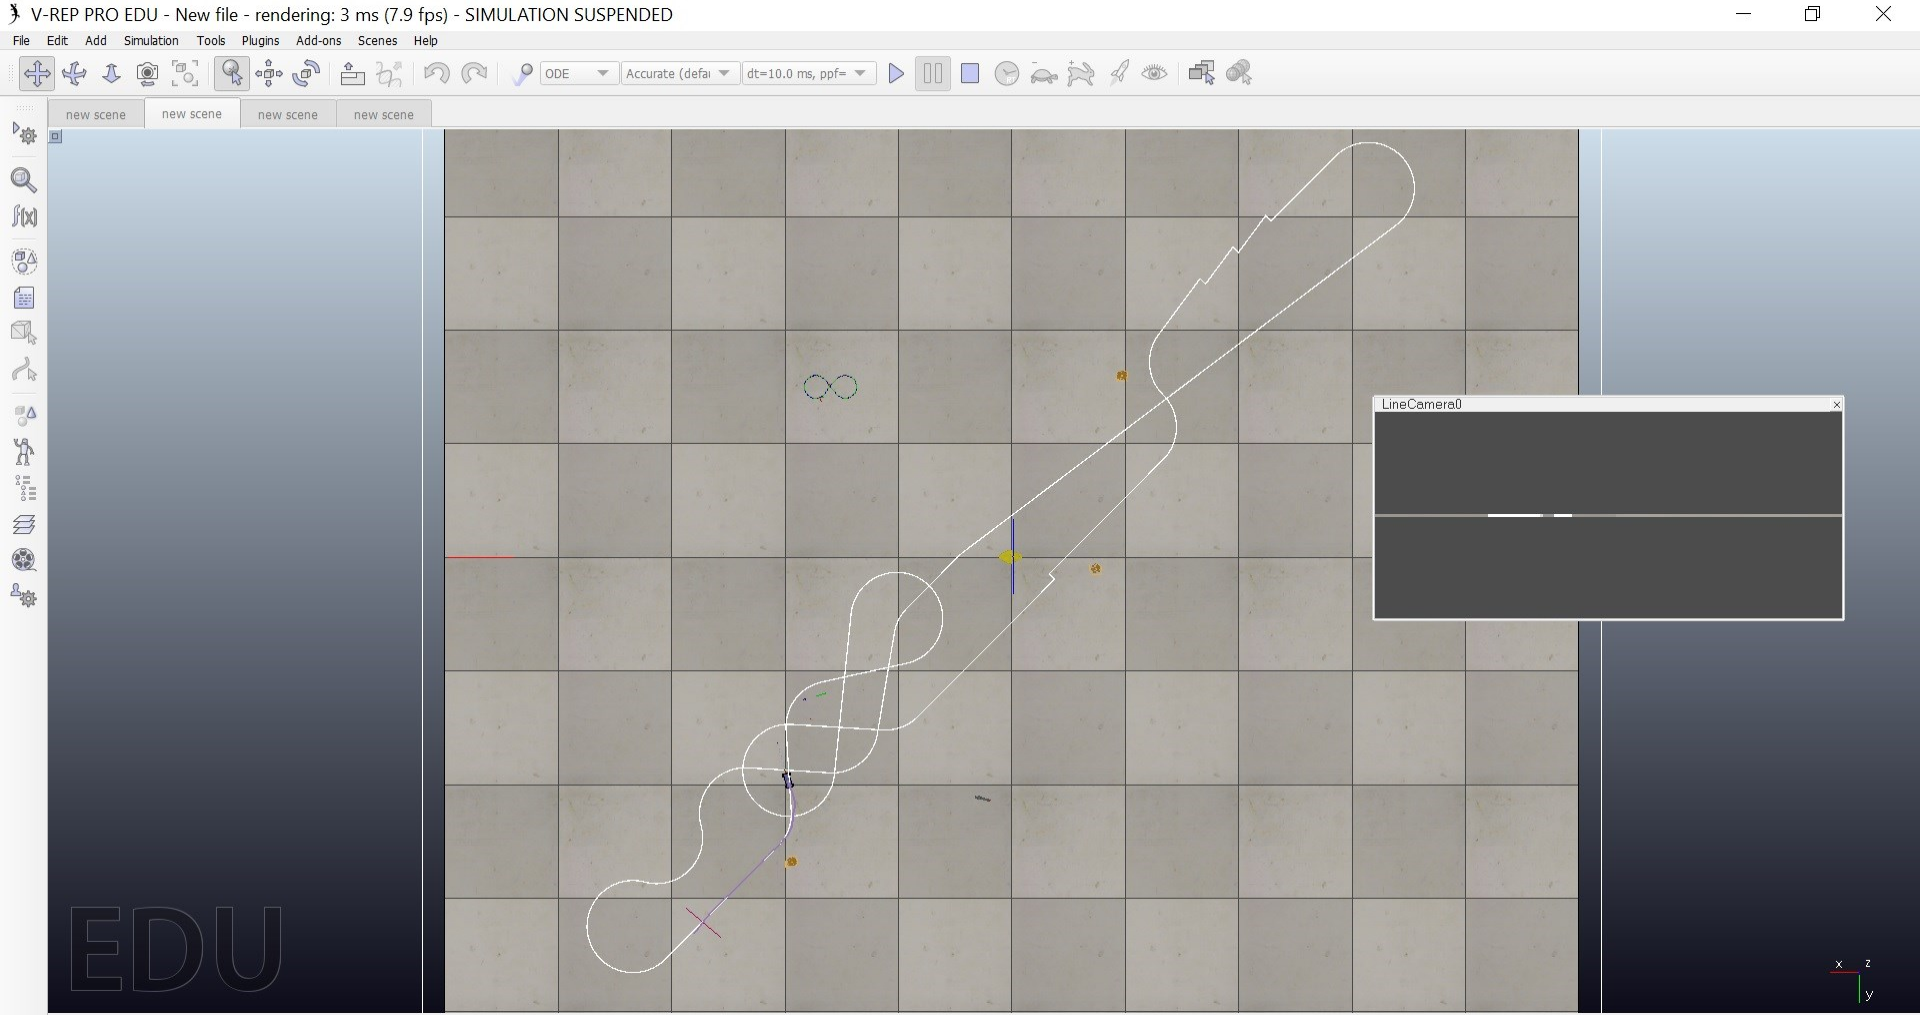 V-REP PRO EDU - New file - rendering: 3 ms (7.9 fps) - SIMULATION SUSPENDED
File Edit Add Simulation Tools Plugins Add-ons Scenes Help
ODE Accurate (defau dt=10.0 ms, ppf=
f(x)
new scene new scene new scene new scene
LineCamera0
EDU
x z
y